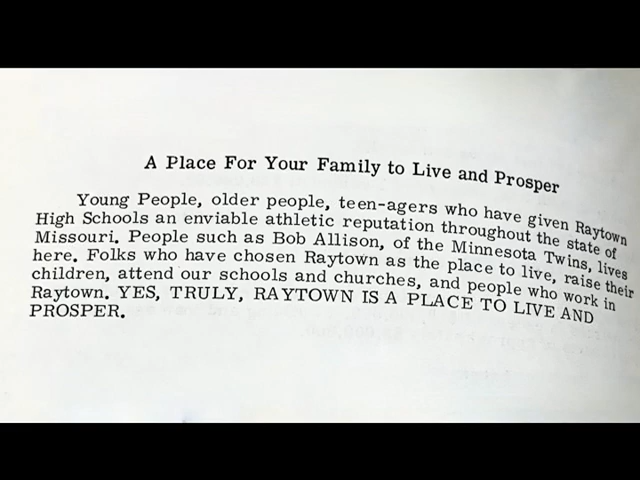 A Place For Your Family to Live and Prosper
Young People, older people, teen-agers who have given Raytown
High Schools an enviable athletic reputation throughout the state of
Missouri. People such as Bob Allison, of the Minnesota Twins, lives
here. Folks who have chosen Raytown as the place to live, raise their
children, attend our schools and churches, and people who work in
Raytown. YES, TRULY, RAYTOWN IS A PLACE TO LIVE AND
PROSPER.